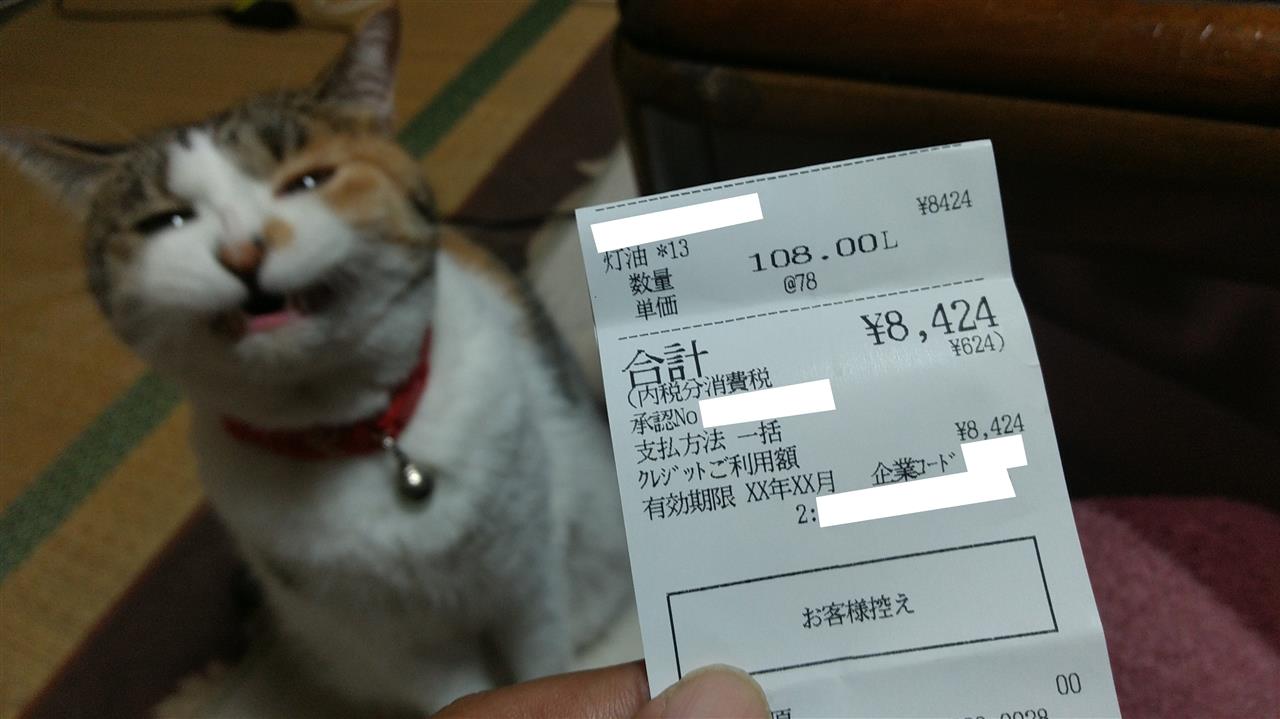 ¥8424
灯油 *13
数量 108.00L
単価 @78
合計 ¥8,424
(内税分消費税 ¥624)
承認No
支払方法 一括
クレジットご利用額 ¥8,424
有効期限 XX年XX月 企業コード
2:
お客様控え
00